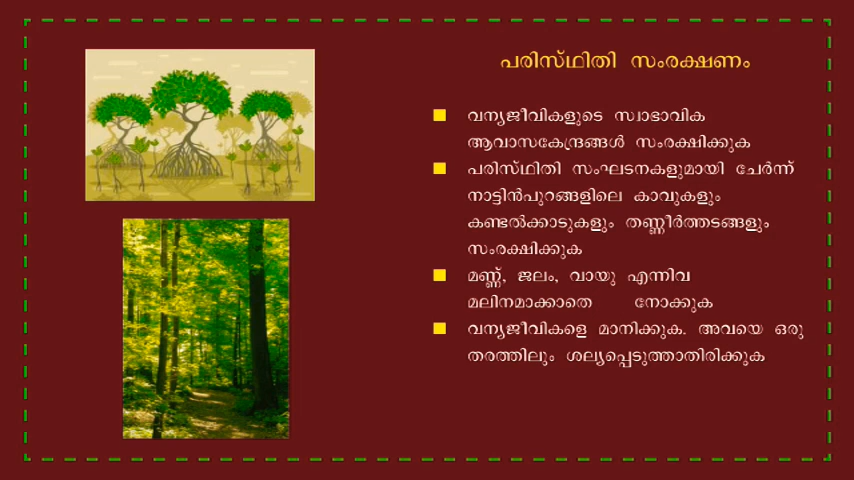 പരിസ്ഥിതി സംരക്ഷണം
വന്യജീവികളുടെ സ്വാഭാവിക
ആവാസകേന്ദ്രങ്ങൾ സംരക്ഷിക്കുക
പരിസ്ഥിതി സംഘടനകളുമായി ചേർന്ന്
നാട്ടിൻപുറങ്ങളിലെ കാവുകളും
കണ്ടൽക്കാടുകളും തണ്ണീർത്തടങ്ങളും
സംരക്ഷിക്കുക
മണ്ണ്, ജലം, വായു എന്നിവ
മലിനമാക്കാതെ നോക്കുക
വന്യജീവികളെ മാനിക്കുക. അവയെ ഒരു
തരത്തിലും ശല്യപ്പെടുത്താതിരിക്കുക